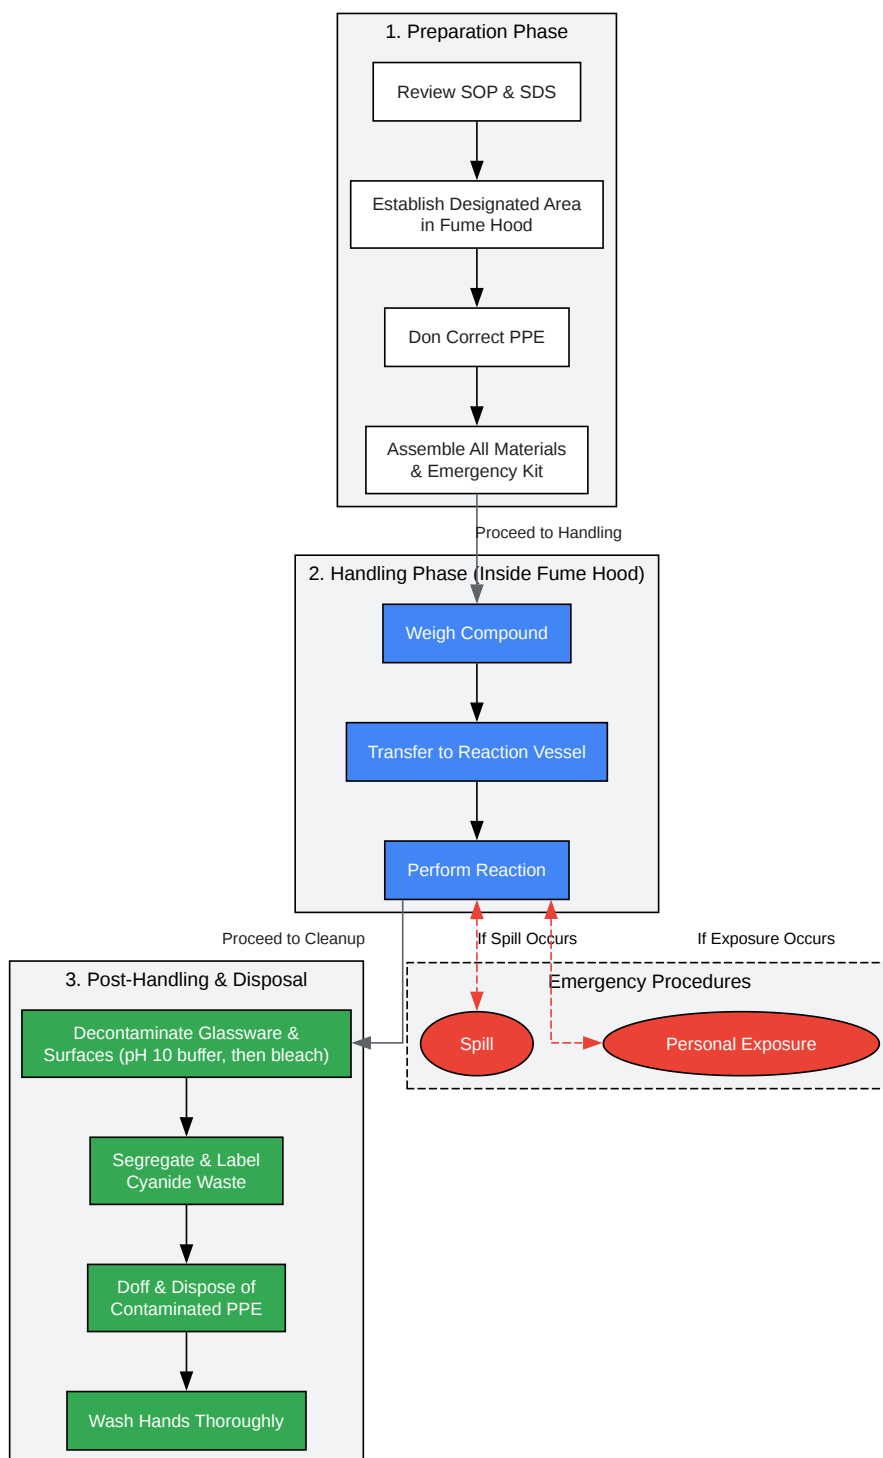 1. Preparation Phase
Review SOP & SDS
Establish Designated Area
in Fume Hood
Don Correct PPE
Assemble All Materials
& Emergency Kit
Proceed to Handling
2. Handling Phase (Inside Fume Hood)
Weigh Compound
Transfer to Reaction Vessel
Perform Reaction
Proceed to Cleanup
If Spill Occurs
If Exposure Occurs
3. Post-Handling & Disposal
Decontaminate Glassware &
Surfaces (pH 10 buffer, then bleach)
Segregate & Label
Cyanide Waste
Doff & Dispose of
Contaminated PPE
Wash Hands Thoroughly
Emergency Procedures
Spill
Personal Exposure